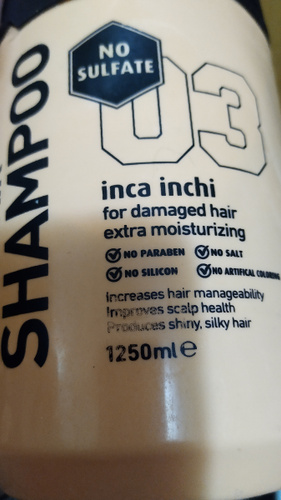 SHAMPOO
NO
SULFATE
03
inca inchi
for damaged hair
extra moisturizing
NO PARABEN NO SALT
NO SILICON NO ARTIFICAL COLORING
Increases hair manageability
Improves scalp health
Produces shiny, silky hair
1250ml e